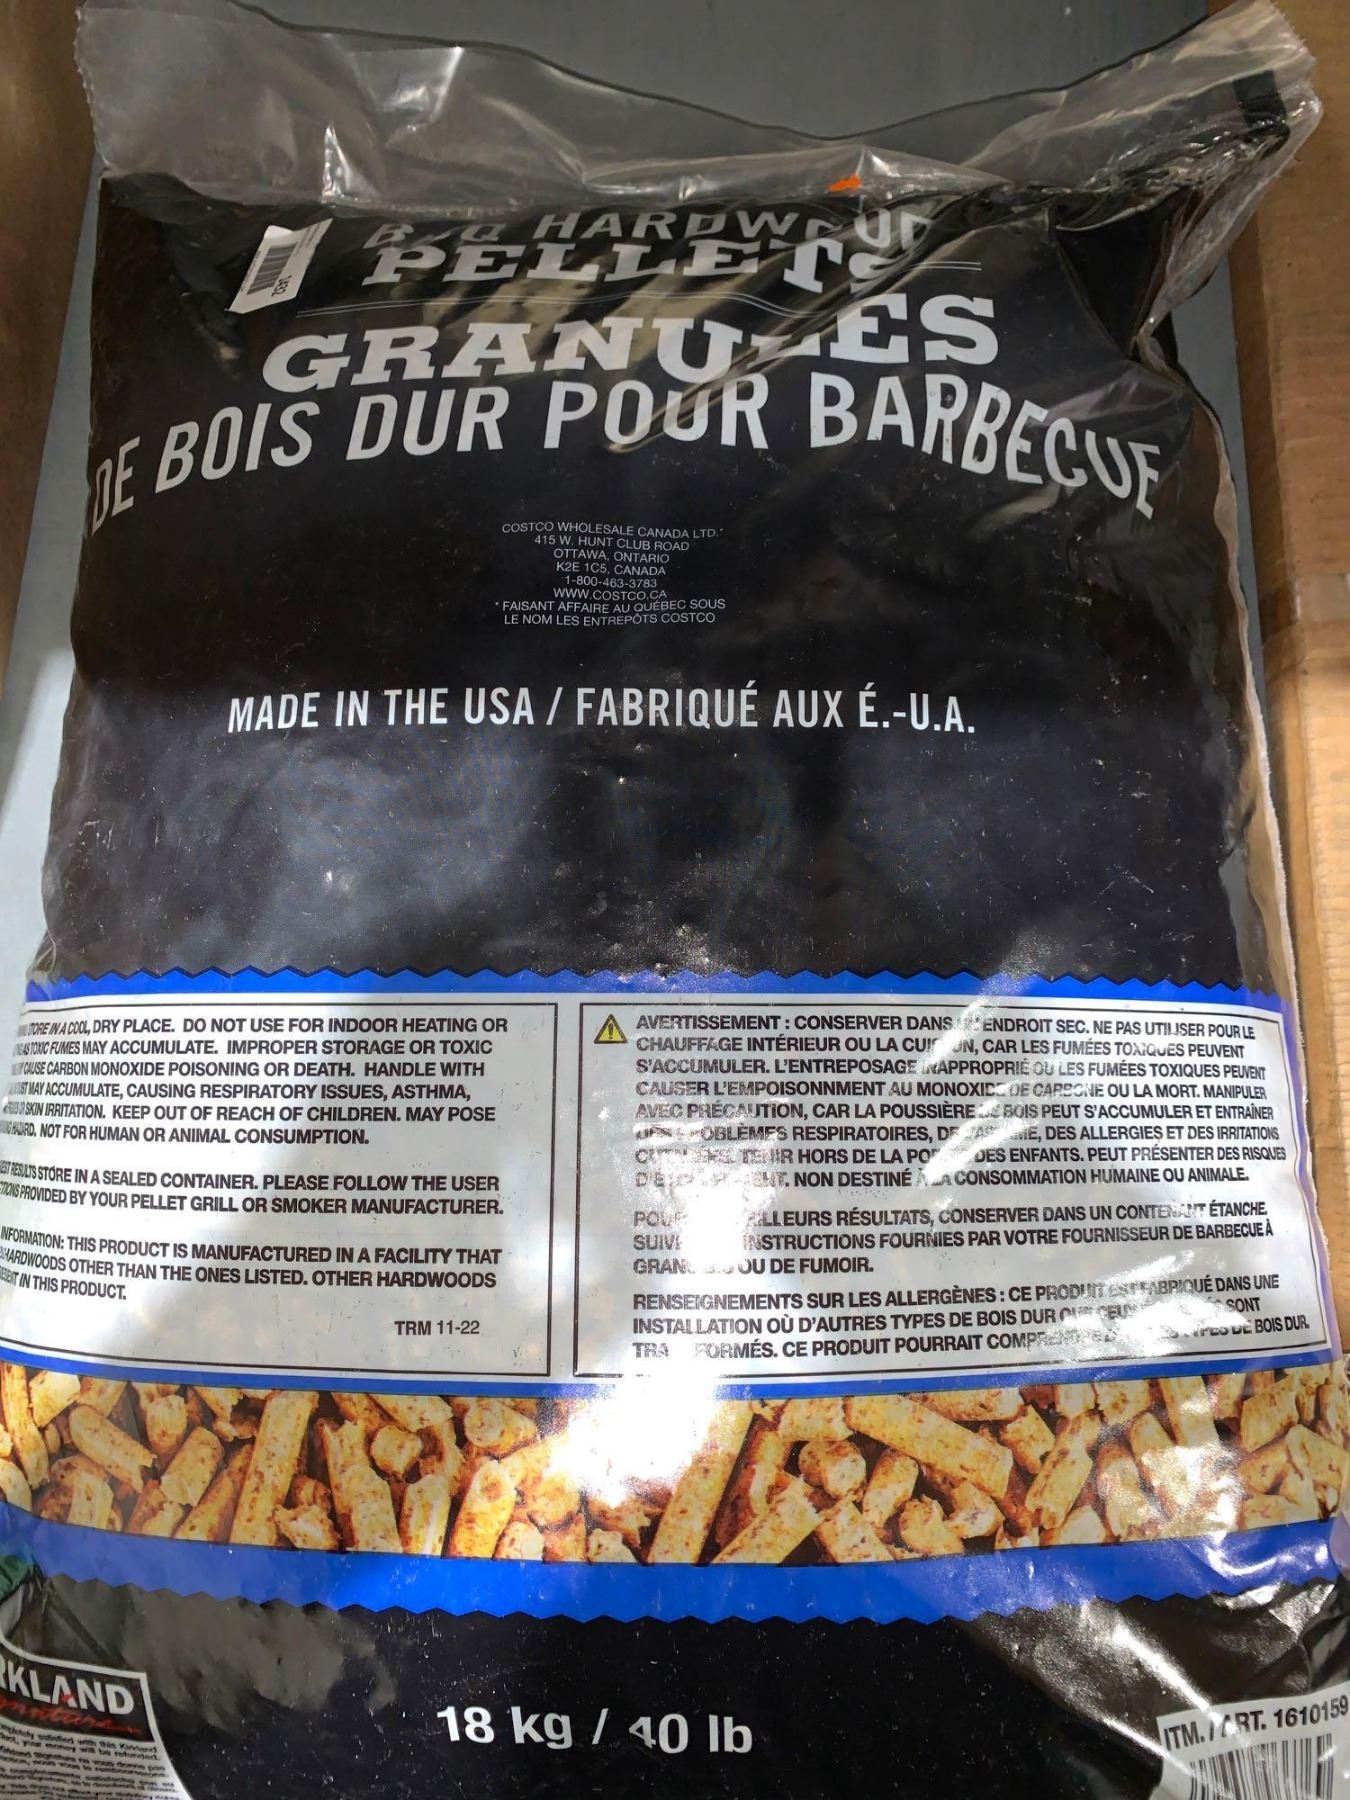 HARDWOOD
PELLETS
GRANULES
DE BOIS DUR POUR BARBECUE
COSTCO WHOLESALE CANADA LTD.*
415 W. HUNT CLUB ROAD
OTTAWA, ONTARIO
K2E 1C5, CANADA
1-800-463-3783
WWW.COSTCO.CA
* FAISANT AFFAIRE AU QUÉBEC SOUS
LE NOM LES ENTREPÔTS COSTCO
MADE IN THE USA / FABRIQUÉ AUX É.-U.A.
STORE IN A COOL, DRY PLACE. DO NOT USE FOR INDOOR HEATING OR
AS TOXIC FUMES MAY ACCUMULATE. IMPROPER STORAGE OR TOXIC
CAUSE CARBON MONOXIDE POISONING OR DEATH. HANDLE WITH
MAY ACCUMULATE, CAUSING RESPIRATORY ISSUES, ASTHMA,
SKIN IRRITATION. KEEP OUT OF REACH OF CHILDREN. MAY POSE
NOT FOR HUMAN OR ANIMAL CONSUMPTION.
RESULTS STORE IN A SEALED CONTAINER. PLEASE FOLLOW THE USER
PROVIDED BY YOUR PELLET GRILL OR SMOKER MANUFACTURER.
INFORMATION: THIS PRODUCT IS MANUFACTURED IN A FACILITY THAT
HARDWOODS OTHER THAN THE ONES LISTED. OTHER HARDWOODS
IN THIS PRODUCT.
TRM 11-22
AVERTISSEMENT : CONSERVER DANS ENDROIT SEC. NE PAS UTILISER POUR LE
CHAUFFAGE INTÉRIEUR OU LA CUISSON, CAR LES FUMÉES TOXIQUES PEUVENT
S'ACCUMULER. L'ENTREPOSAGE INAPPROPRIÉ OU LES FUMÉES TOXIQUES PEUVENT
CAUSER L'EMPOISONNMENT AU MONOXIDE DE CARBONE OU LA MORT. MANIPULER
AVEC PRÉCAUTION, CAR LA POUSSIÈRE BOIS PEUT S'ACCUMULER ET ENTRAÎNER
PROBLÈMES RESPIRATOIRES, DES ALLERGIES ET DES IRRITATIONS
TENIR HORS DE LA DES ENFANTS. PEUT PRÉSENTER DES RISQUES
NON DESTINÉ À LA CONSOMMATION HUMAINE OU ANIMALE.
POUR MEILLEURS RÉSULTATS, CONSERVER DANS UN CONTENANT ÉTANCHE.
INSTRUCTIONS FOURNIES PAR VOTRE FOURNISSEUR DE BARBECUE À
OU DE FUMOIR.
RENSEIGNEMENTS SUR LES ALLERGÈNES : CE PRODUIT EST FABRIQUÉ DANS UNE
INSTALLATION OÙ D'AUTRES TYPES DE BOIS DUR QUE CEUX SONT
TRANSFORMÉS. CE PRODUIT POURRAIT COMPRENDRE TYPES DE BOIS DUR.
KIRKLAND
Signature
18 kg / 40 lb
ITM. / ART. 1610159